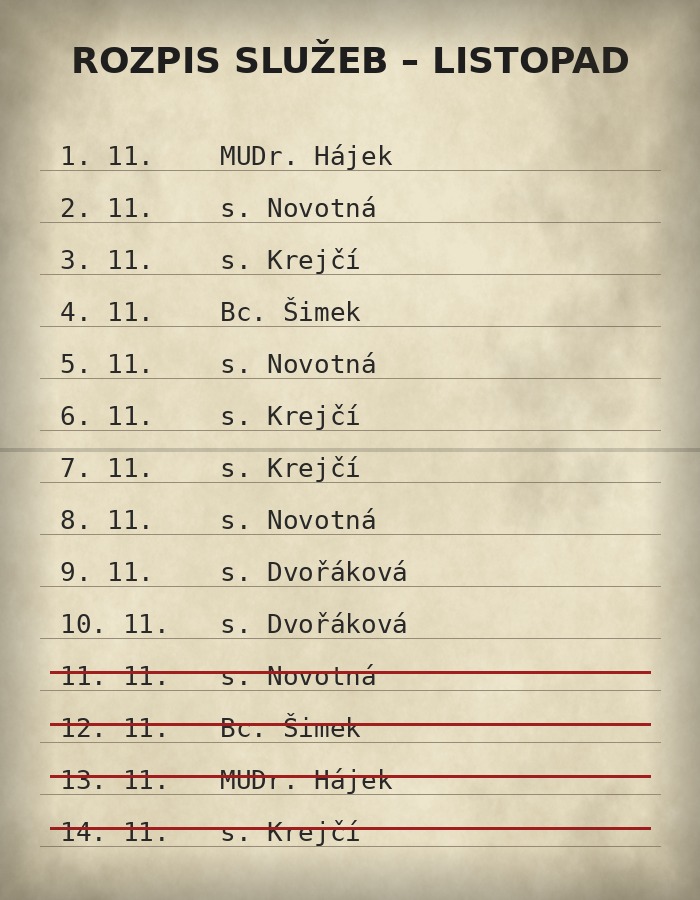 ROZPIS SLUŽEB – LISTOPAD
1. 11. MUDr. Hájek
2. 11. s. Novotná
3. 11. s. Krejčí
4. 11. Bc. Šimek
5. 11. s. Novotná
6. 11. s. Krejčí
7. 11. s. Krejčí
8. 11. s. Novotná
9. 11. s. Dvořáková
10. 11. s. Dvořáková
11. 11. s. Novotná
12. 11. Bc. Šimek
13. 11. MUDr. Hájek
14. 11. s. Krejčí